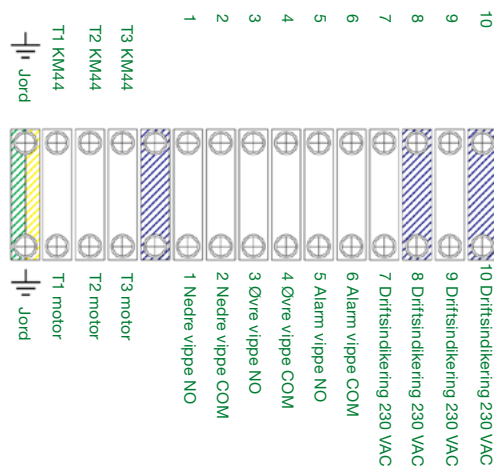 Jord
T1 KM44
T2 KM44
T3 KM44
1
2
3
4
5
6
7
8
9
10
Jord
T1 motor
T2 motor
T3 motor
1 Nedre vippe NO
2 Nedre vippe COM
3 Øvre vippe NO
4 Øvre vippe COM
5 Alarm vippe NO
6 Alarm vippe COM
7 Driftsindikering 230 VAC
8 Driftsindikering 230 VAC
9 Driftsindikering 230 VAC
10 Driftsindikering 230 VAC